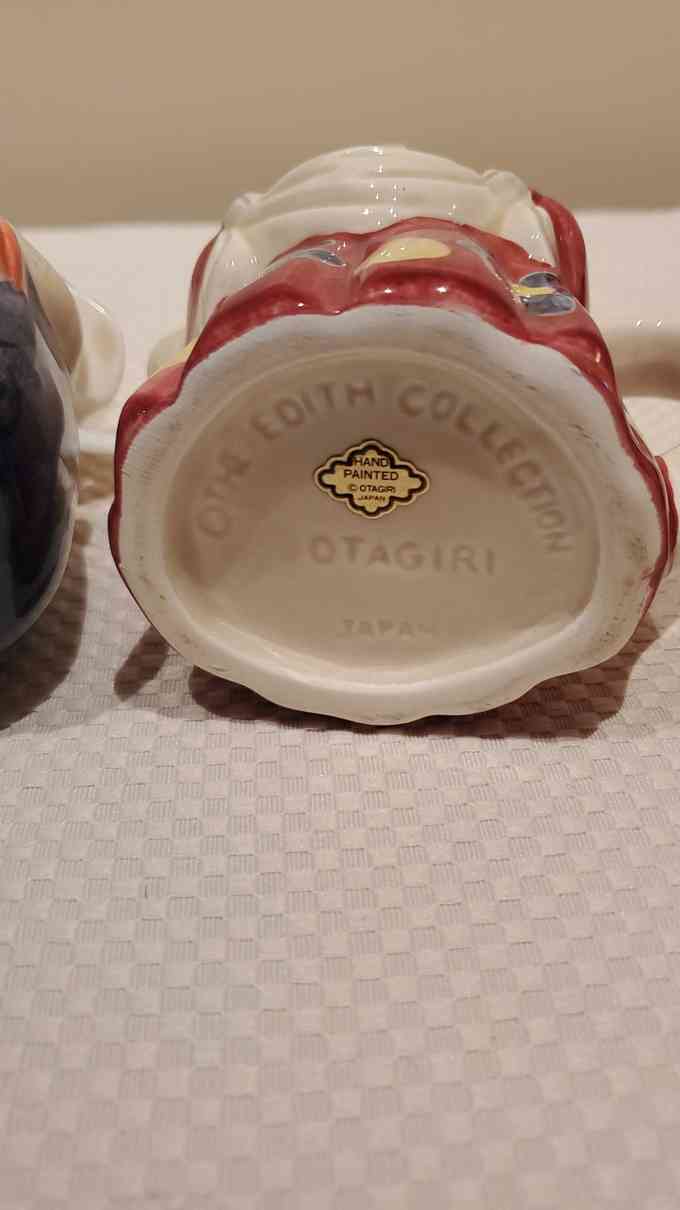 ©THE EDITH COLLECTION
HAND
PAINTED
© OTAGIRI
JAPAN
OTAGIRI
JAPAN